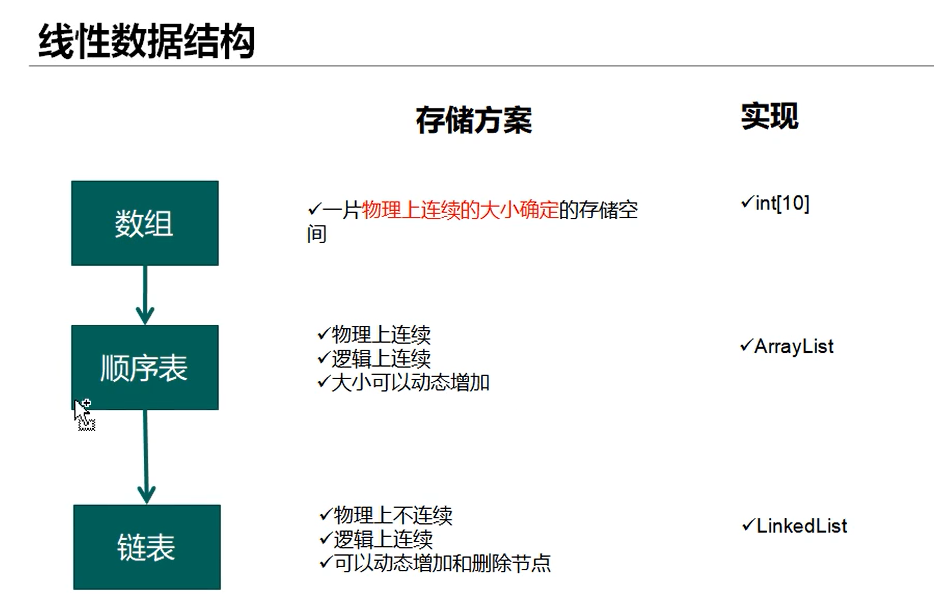 线性数据结构
存储方案
实现
数组
✓一片物理上连续的大小确定的存储空
间
✓int[10]
顺序表
✓物理上连续
✓逻辑上连续
✓大小可以动态增加
✓ArrayList
链表
✓物理上不连续
✓逻辑上连续
✓可以动态增加和删除节点
✓LinkedList